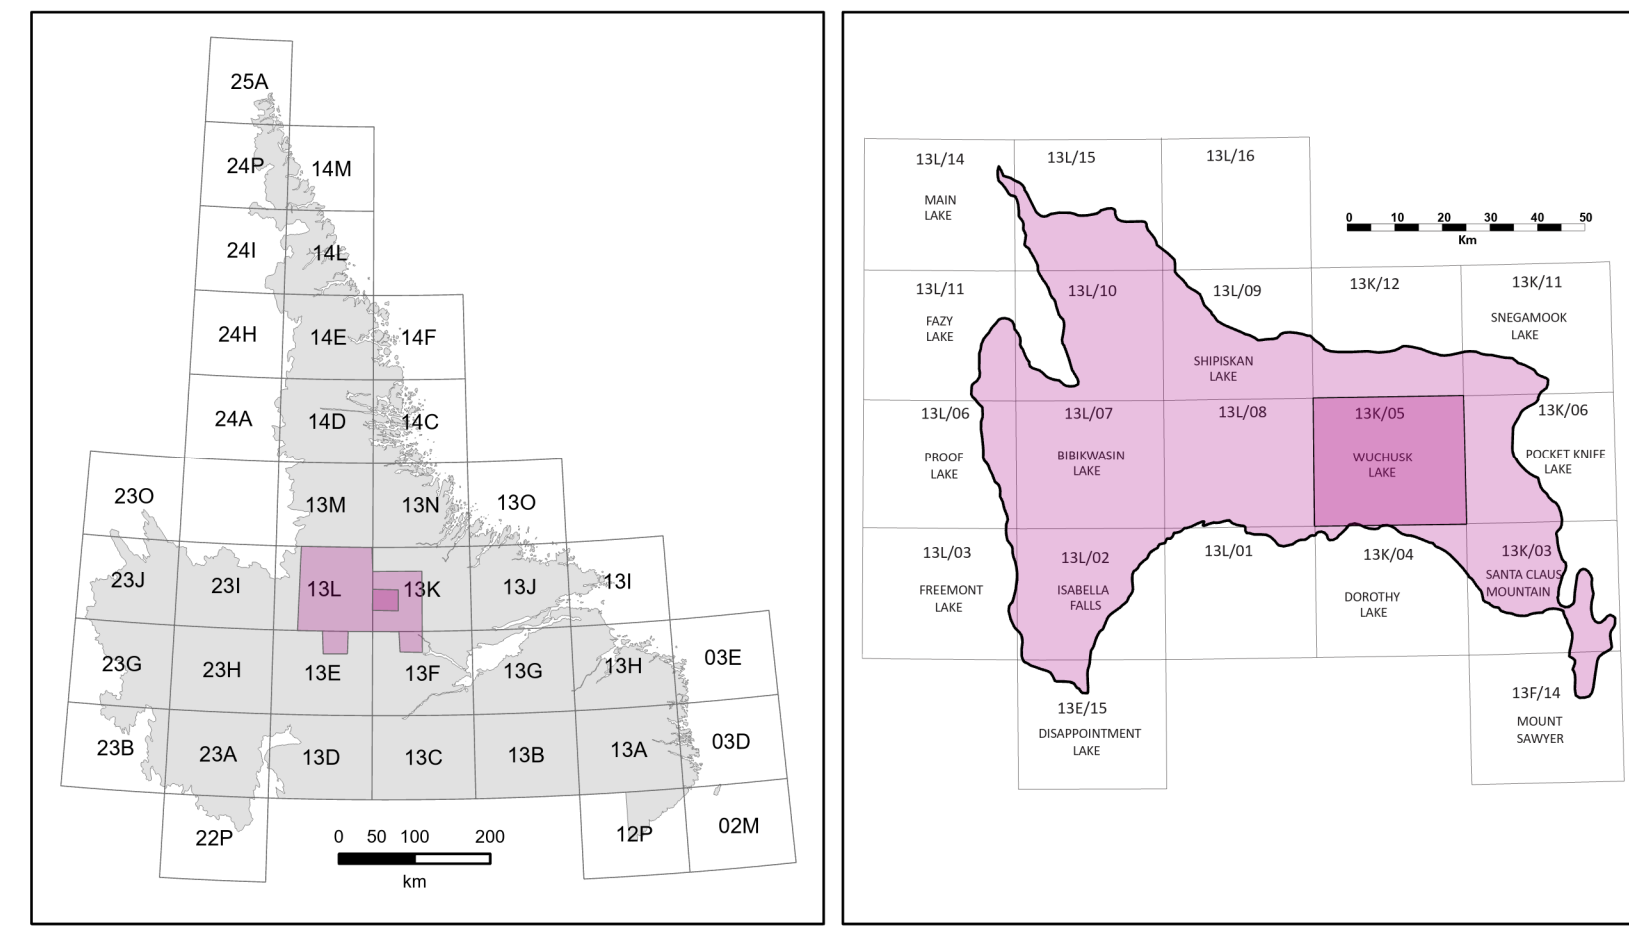 25A
24P
14M
24I
14L
24H
14E
14F
24A
14D
14C
23O
13M
13N
13O
23J
23I
13L
13K
13J
13I
23G
23H
13E
13F
13G
13H
03E
23B
23A
13D
13C
13B
13A
03D
22P
12P
02M
0 50 100 200
km
13L/14
MAIN
LAKE
13L/15
13L/16
0 10 20 30 40 50
Km
13L/11
FAZY
LAKE
13L/10
13L/09
SHIPISKAN
LAKE
13K/12
13K/11
SNEGAMOOK
LAKE
13L/06
PROOF
LAKE
13L/07
BIBIKWASIN
LAKE
13L/08
13K/05
WUCHUSK
LAKE
13K/06
POCKET KNIFE
LAKE
13L/03
FREEMONT
LAKE
13L/02
ISABELLA
FALLS
13L/01
13K/04
DOROTHY
LAKE
13K/03
SANTA CLAUS
MOUNTAIN
13E/15
DISAPPOINTMENT
LAKE
13F/14
MOUNT
SAWYER